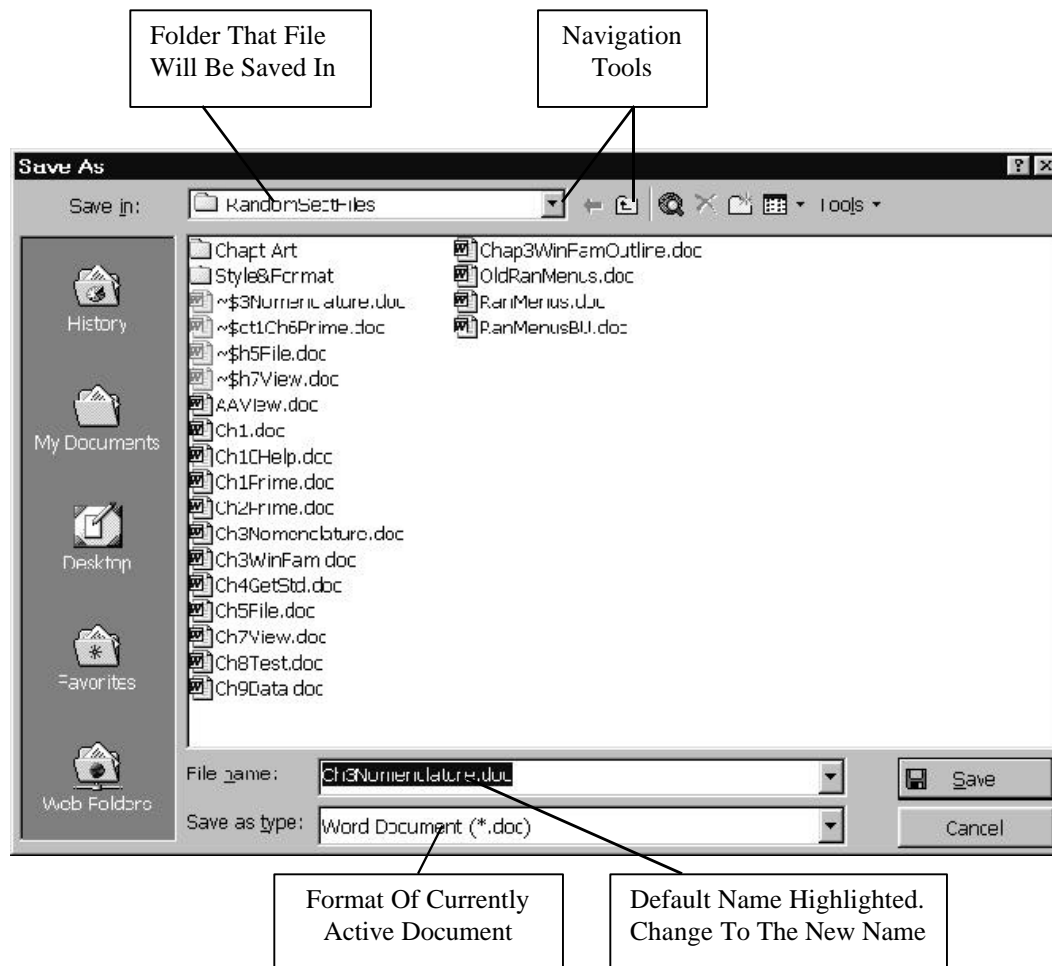 Folder That File
Will Be Saved In
Navigation
Tools
Save As
Save in:
RandomSectFiles
Tools
History
My Documents
Desktop
Favorites
Web Folders
Chapt Art
Style&Format
~$3Nomenclature.doc
~$ct1Ch6Prime.doc
~$h5File.doc
~$h7View.doc
AAView.doc
Ch1.doc
Ch10Help.doc
Ch1Prime.doc
Ch2Prime.doc
Ch3Nomenclature.doc
Ch3WinFam.doc
Ch4GetStd.doc
Ch5File.doc
Ch7View.doc
Ch8Test.doc
Ch9Data.doc
Chap3WinFamOutline.doc
OldRanMenus.doc
RanMenus.doc
RanMenusBU.doc
File name:
Ch3Nomenclature.doc
Save
Save as type:
Word Document (*.doc)
Cancel
Format Of Currently
Active Document
Default Name Highlighted.
Change To The New Name